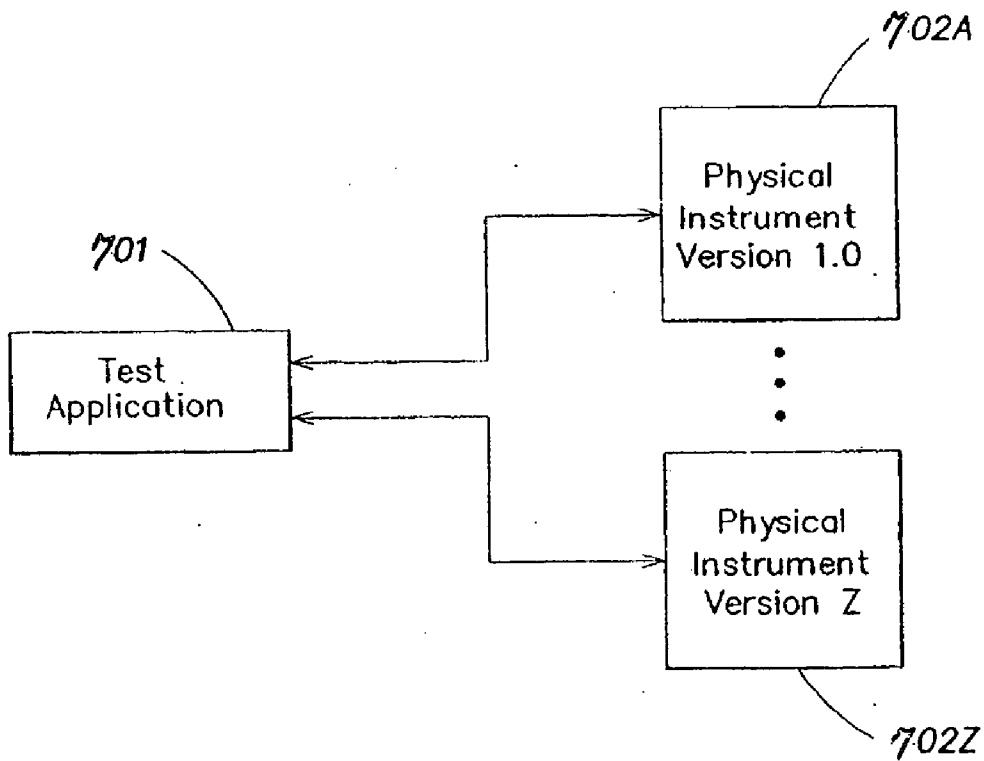 702A
Physical
Instrument
Version 1.0
701
Test
Application
Physical
Instrument
Version Z
702Z